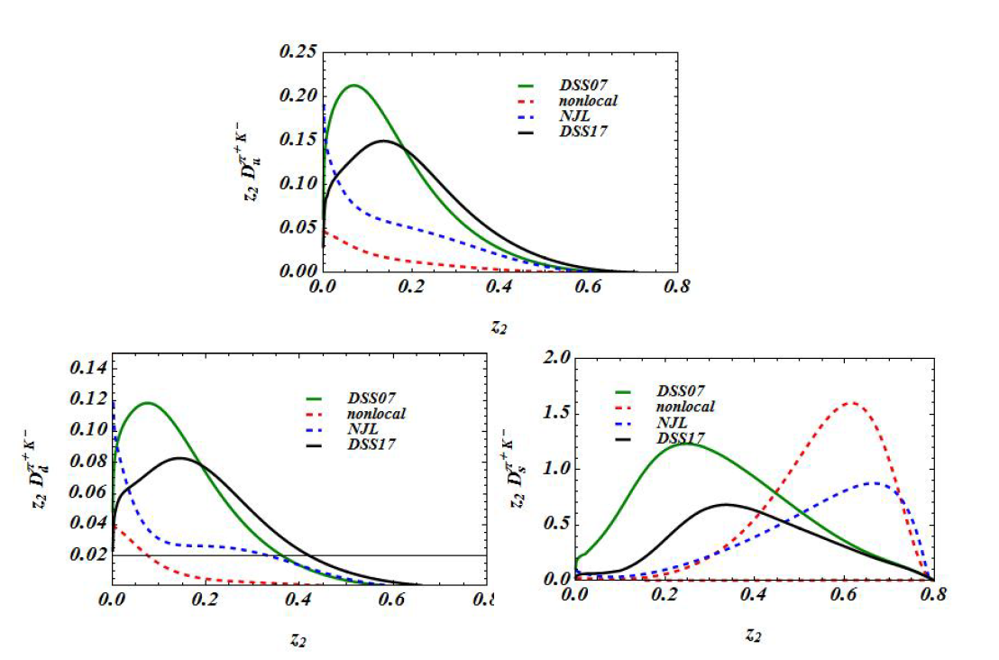 0.25
0.20
0.15
0.10
0.05
0.00
z₂ D_u^{π⁺K⁻}
DSS07
nonlocal
NJL
DSS17
0.0 0.2 0.4 0.6 0.8
z₂
0.14
0.12
0.10
0.08
0.06
0.04
0.02
z₂ D_d^{π⁺K⁻}
DSS07
nonlocal
NJL
DSS17
0.0 0.2 0.4 0.6 0.8
z₂
2.0
1.5
1.0
0.5
0.0
z₂ D_s^{π⁺K⁻}
DSS07
nonlocal
NJL
DSS17
0.0 0.2 0.4 0.6 0.8
z₂